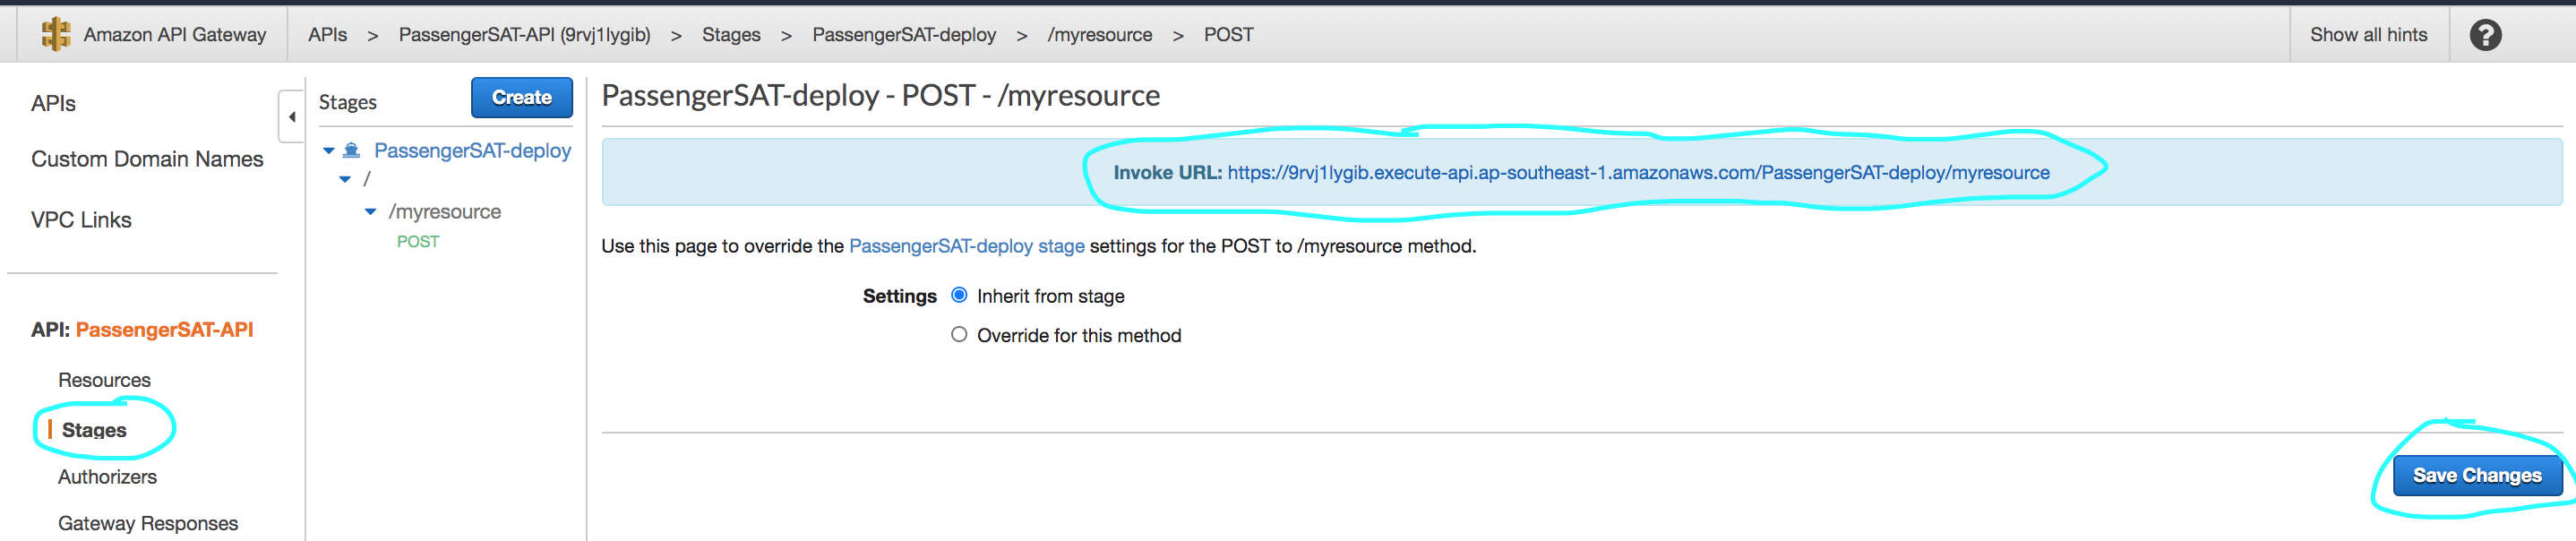 Amazon API Gateway APIs > PassengerSAT-API (9rvj1lygib) > Stages > PassengerSAT-deploy > /myresource > POST Show all hints ?
APIs
Custom Domain Names
VPC Links
API: PassengerSAT-API
Resources
Stages
Authorizers
Gateway Responses
Stages Create
PassengerSAT-deploy
/
/myresource
POST
PassengerSAT-deploy - POST - /myresource
Invoke URL: https://9rvj1lygib.execute-api.ap-southeast-1.amazonaws.com/PassengerSAT-deploy/myresource
Use this page to override the PassengerSAT-deploy stage settings for the POST to /myresource method.
Settings Inherit from stage
Override for this method
Save Changes